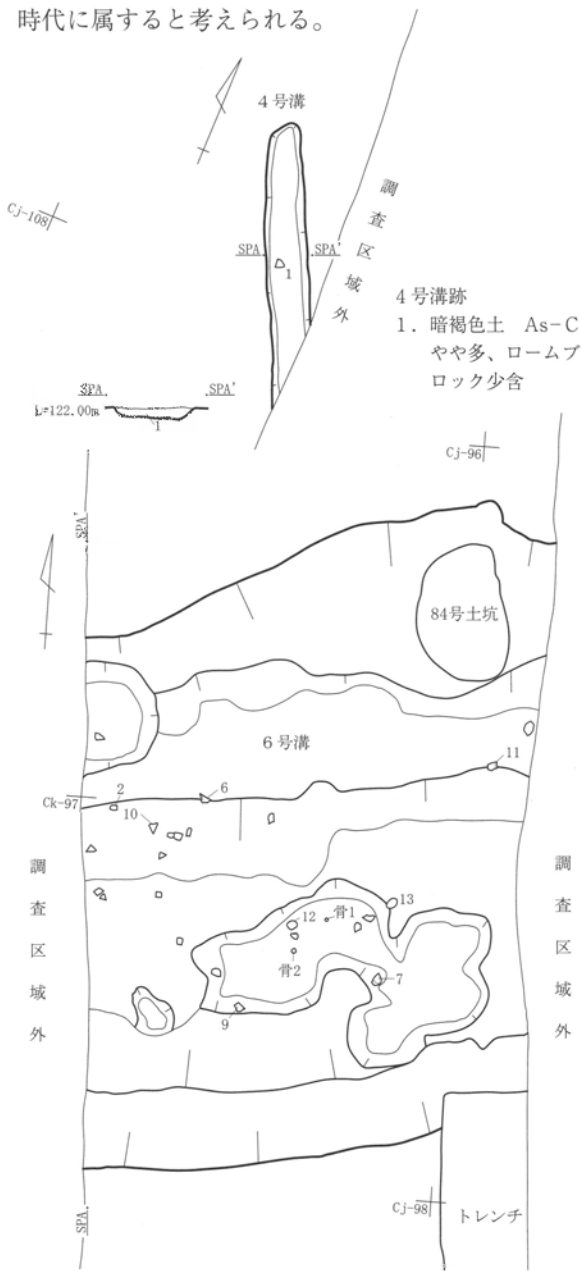 時代に属すると考えられる。
4号溝
Cj-108
調査区域外
SPA
SPA'
1
4号溝跡
1．暗褐色土　As-C
やや多、ロームブ
ロック少含
SPA
SPA'
L=122.00m
1
Cj-96
SPA'
84号土坑
6号溝
11
Ck-97
2
6
10
調査区域外
調査区域外
13
12
骨1
骨2
7
9
Cj-98
トレンチ
SPA